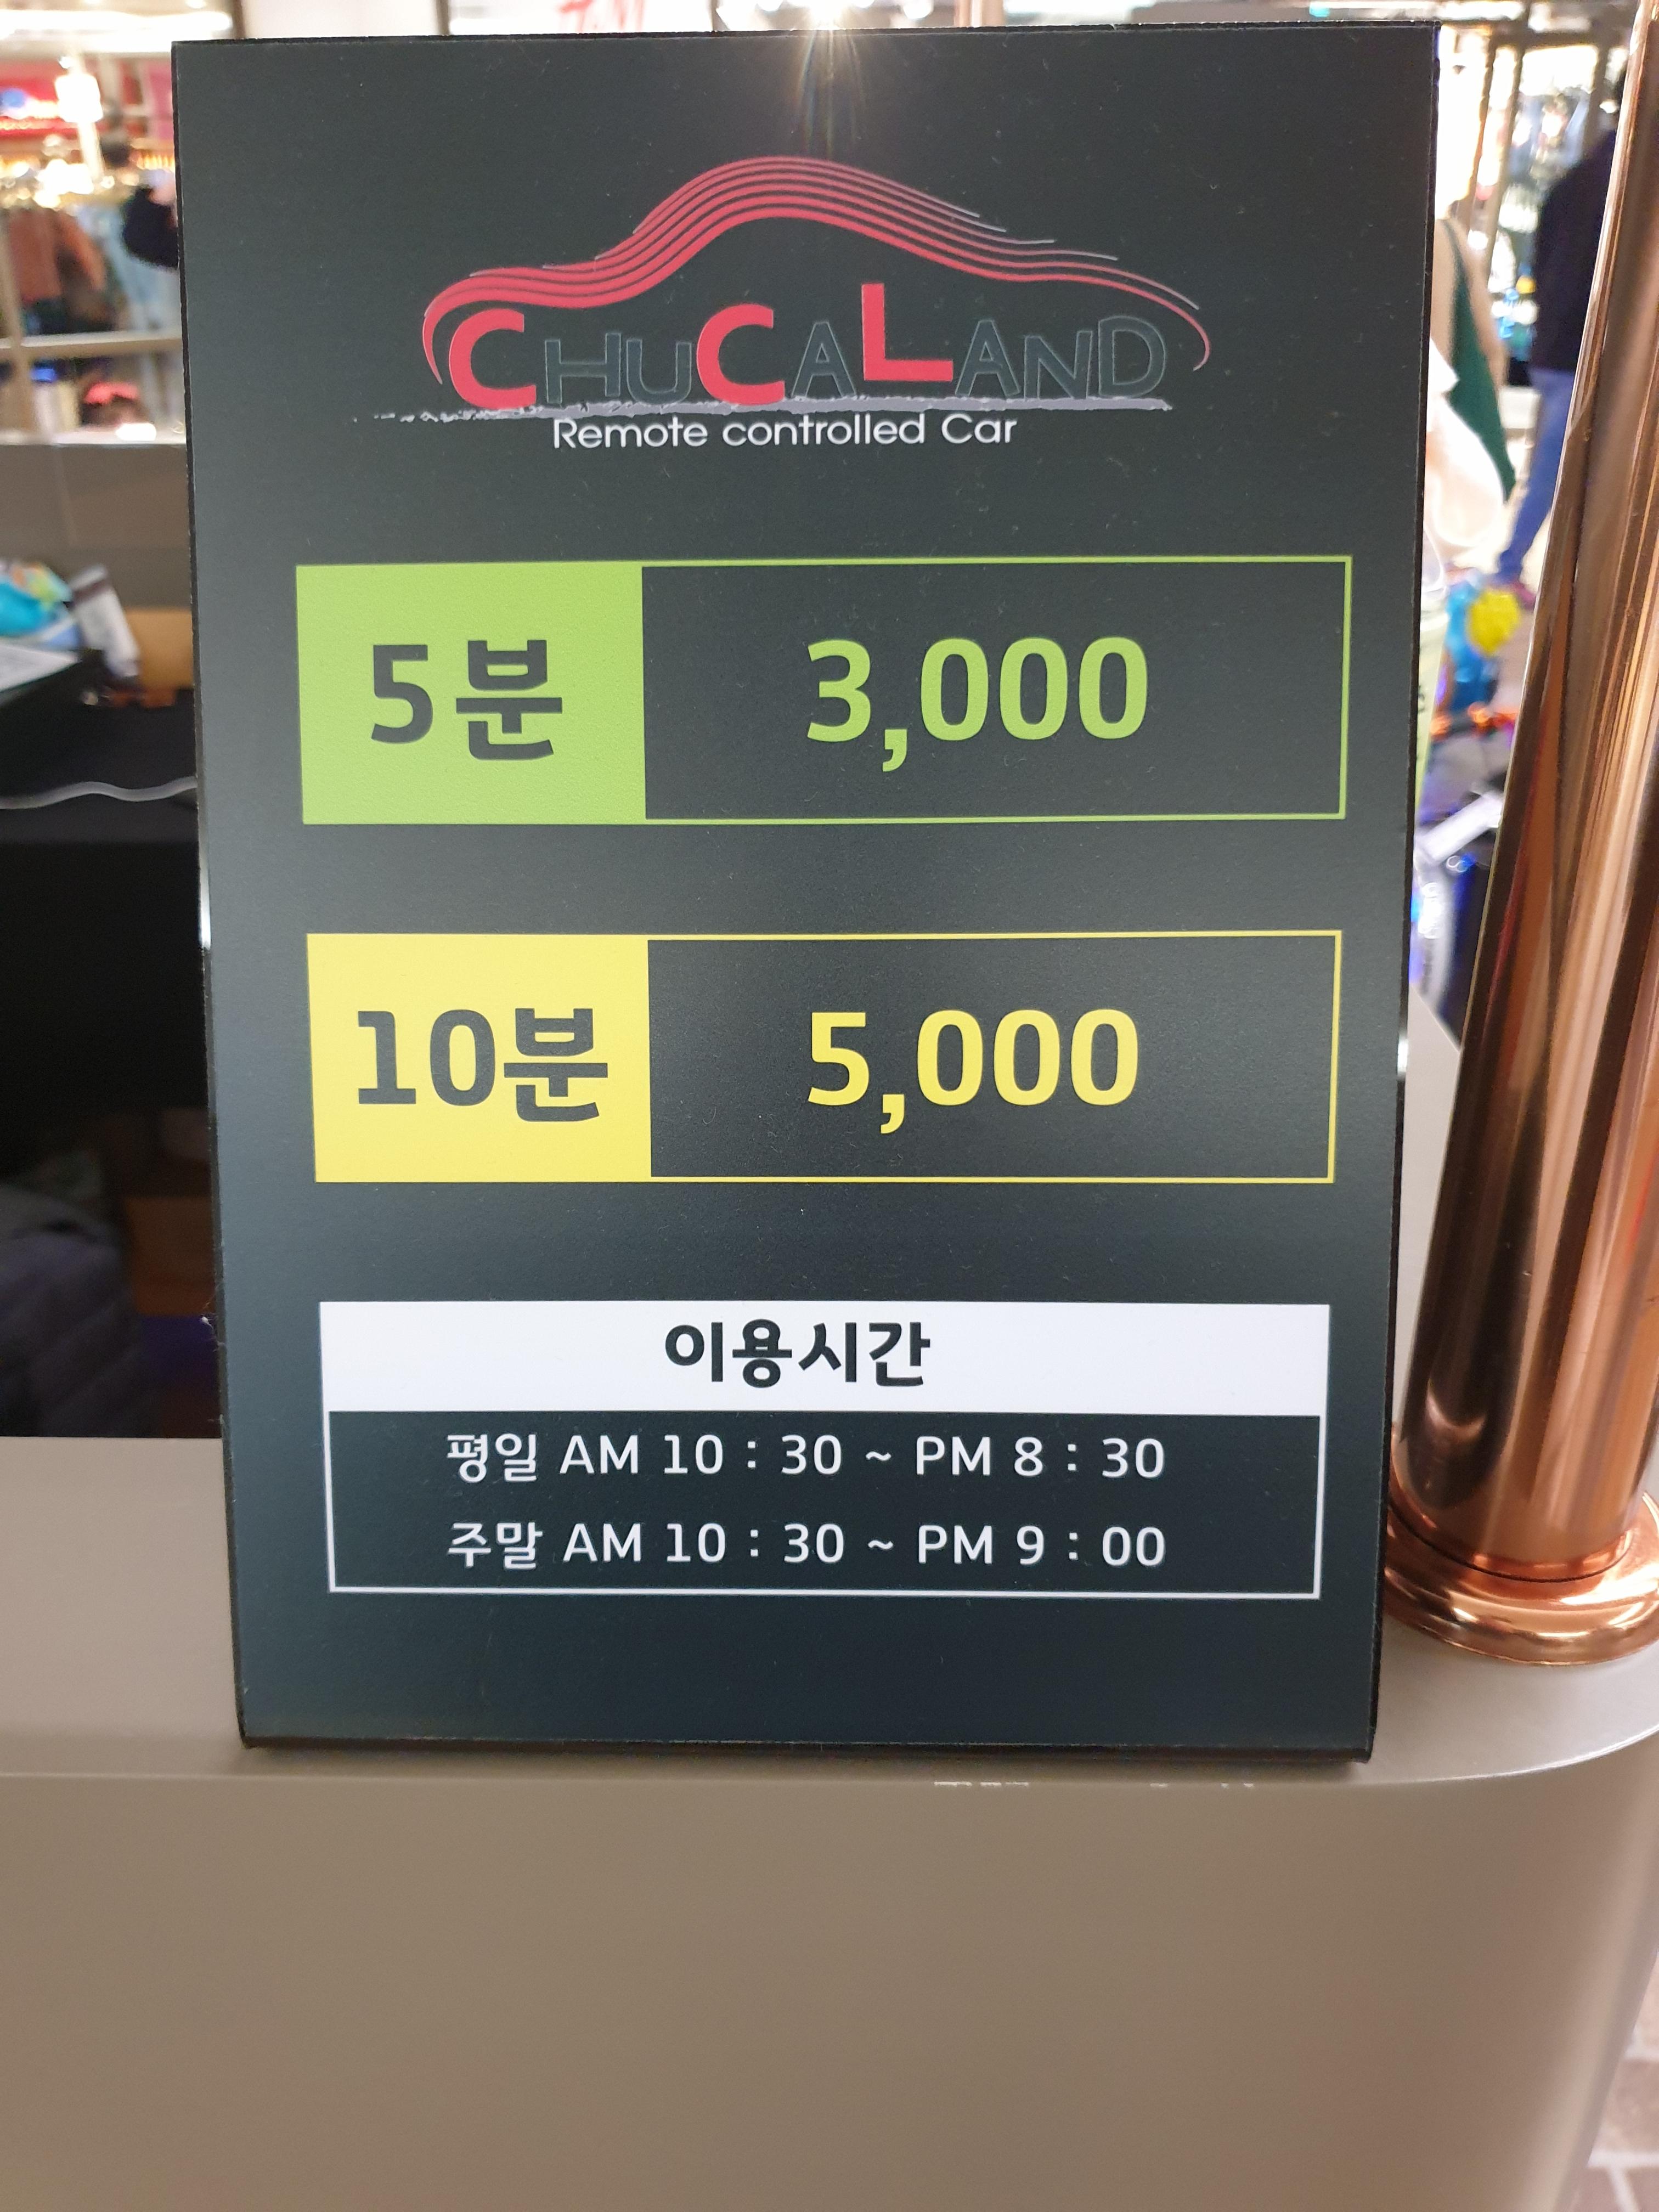 CHUCALAND
Remote controlled Car
5분 3,000
10분 5,000
이용시간
평일 AM 10 : 30 ~ PM 8 : 30
주말 AM 10 : 30 ~ PM 9 : 00